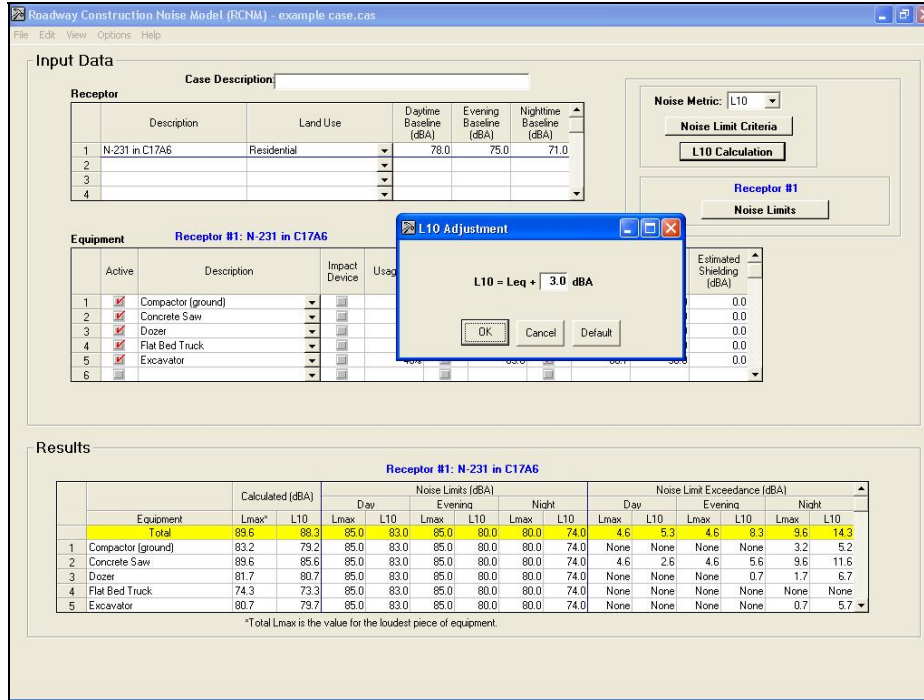 Roadway Construction Noise Model (RCNM) - example case.cas
File Edit View Options Help
Input Data
Case Description:
Receptor
Description Land Use Daytime Baseline (dBA) Evening Baseline (dBA) Nighttime Baseline (dBA)
1 N-231 in C17A6 Residential 78.0 75.0 71.0
2
3
4
Noise Metric: L10
Noise Limit Criteria
L10 Calculation
Receptor #1
Noise Limits
Equipment Receptor #1: N-231 in C17A6
Active Description Impact Device Usag Estimated Shielding (dBA)
1 Compactor (ground) 0.0
2 Concrete Saw 0.0
3 Dozer 0.0
4 Flat Bed Truck 0.0
5 Excavator 0.0
6
L10 Adjustment
L10 = Leq + 3.0 dBA
OK Cancel Default
Results
Receptor #1: N-231 in C17A6
Calculated (dBA) Noise Limits (dBA) Noise Limit Exceedance (dBA)
Day Evening Night Day Evening Night
Equipment Lmax* L10 Lmax L10 Lmax L10 Lmax L10 Lmax L10 Lmax L10 Lmax L10
Total 89.6 88.3 85.0 83.0 85.0 80.0 80.0 74.0 4.6 5.3 4.6 8.3 9.6 14.3
1 Compactor (ground) 83.2 79.2 85.0 83.0 85.0 80.0 80.0 74.0 None None None None 3.2 5.2
2 Concrete Saw 89.6 85.6 85.0 83.0 85.0 80.0 80.0 74.0 4.6 2.6 4.6 5.6 9.6 11.6
3 Dozer 81.7 80.7 85.0 83.0 85.0 80.0 80.0 74.0 None None None 0.7 1.7 6.7
4 Flat Bed Truck 74.3 73.3 85.0 83.0 85.0 80.0 80.0 74.0 None None None None None None
5 Excavator 80.7 79.7 85.0 83.0 85.0 80.0 80.0 74.0 None None None None 0.7 5.7
*Total Lmax is the value for the loudest piece of equipment.